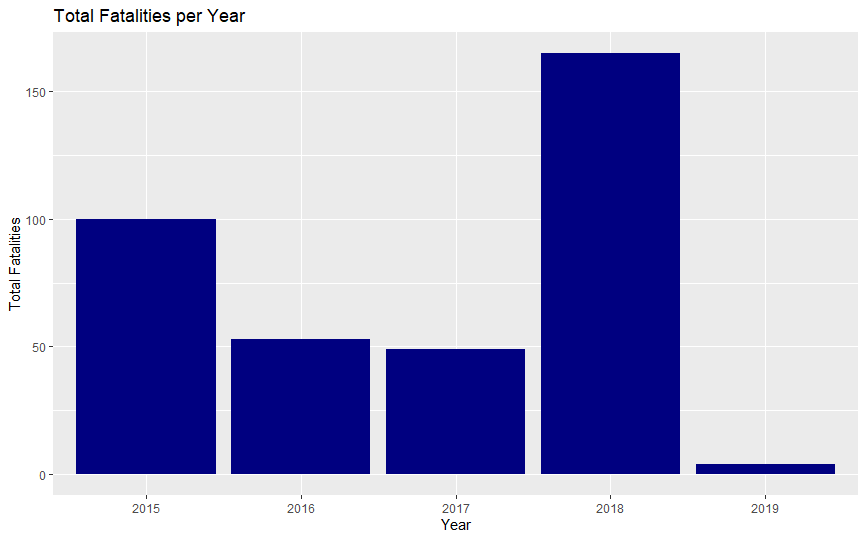 Total Fatalities per Year
Total Fatalities
150
100
50
0
2015 2016 2017 2018 2019
Year